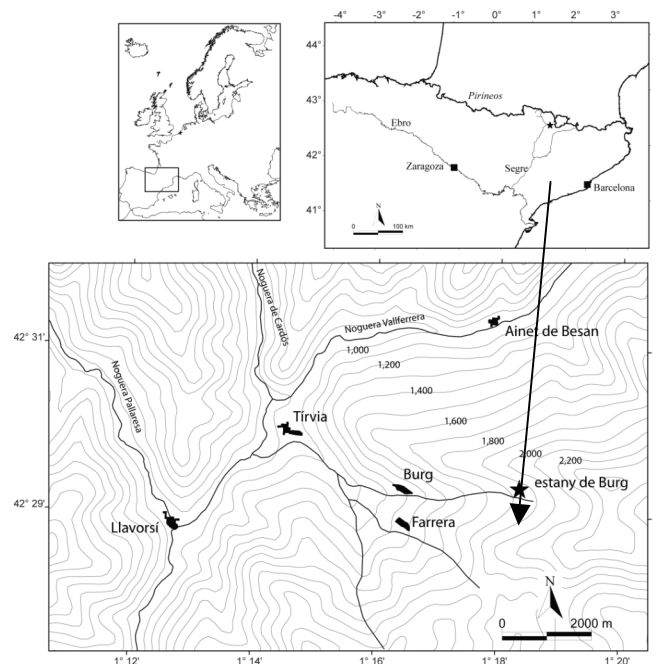 -4° -3° -1° 0° 1° 2° 3°
44°
43°
42°
41°
Pirineos
Ebro
Zaragoza
Segre
Barcelona
N
0 100 km
42° 31'
42° 29'
Noguera Pallaresa
Noguera de Cardós
Noguera Vallferrera
Ainet de Besan
1,000
1,200
1,400
1,600
1,800
2,000
2,200
Tírvia
Burg
estany de Burg
Farrera
Llavorsí
N
0 2000 m
1° 12' 1° 14' 1° 16' 1° 18' 1° 20'